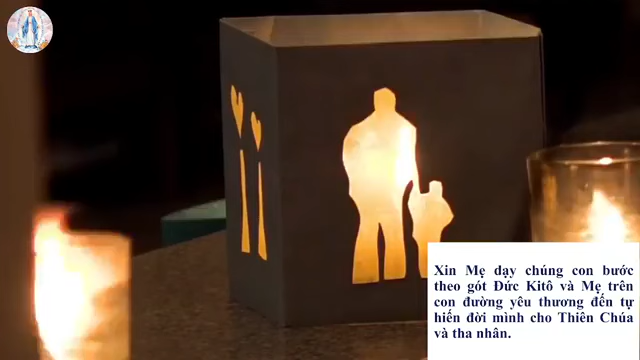 Xin Mẹ dạy chúng con bước
theo gót Đức Kitô và Mẹ trên
con đường yêu thương đến tự
hiến đời mình cho Thiên Chúa
và tha nhân.